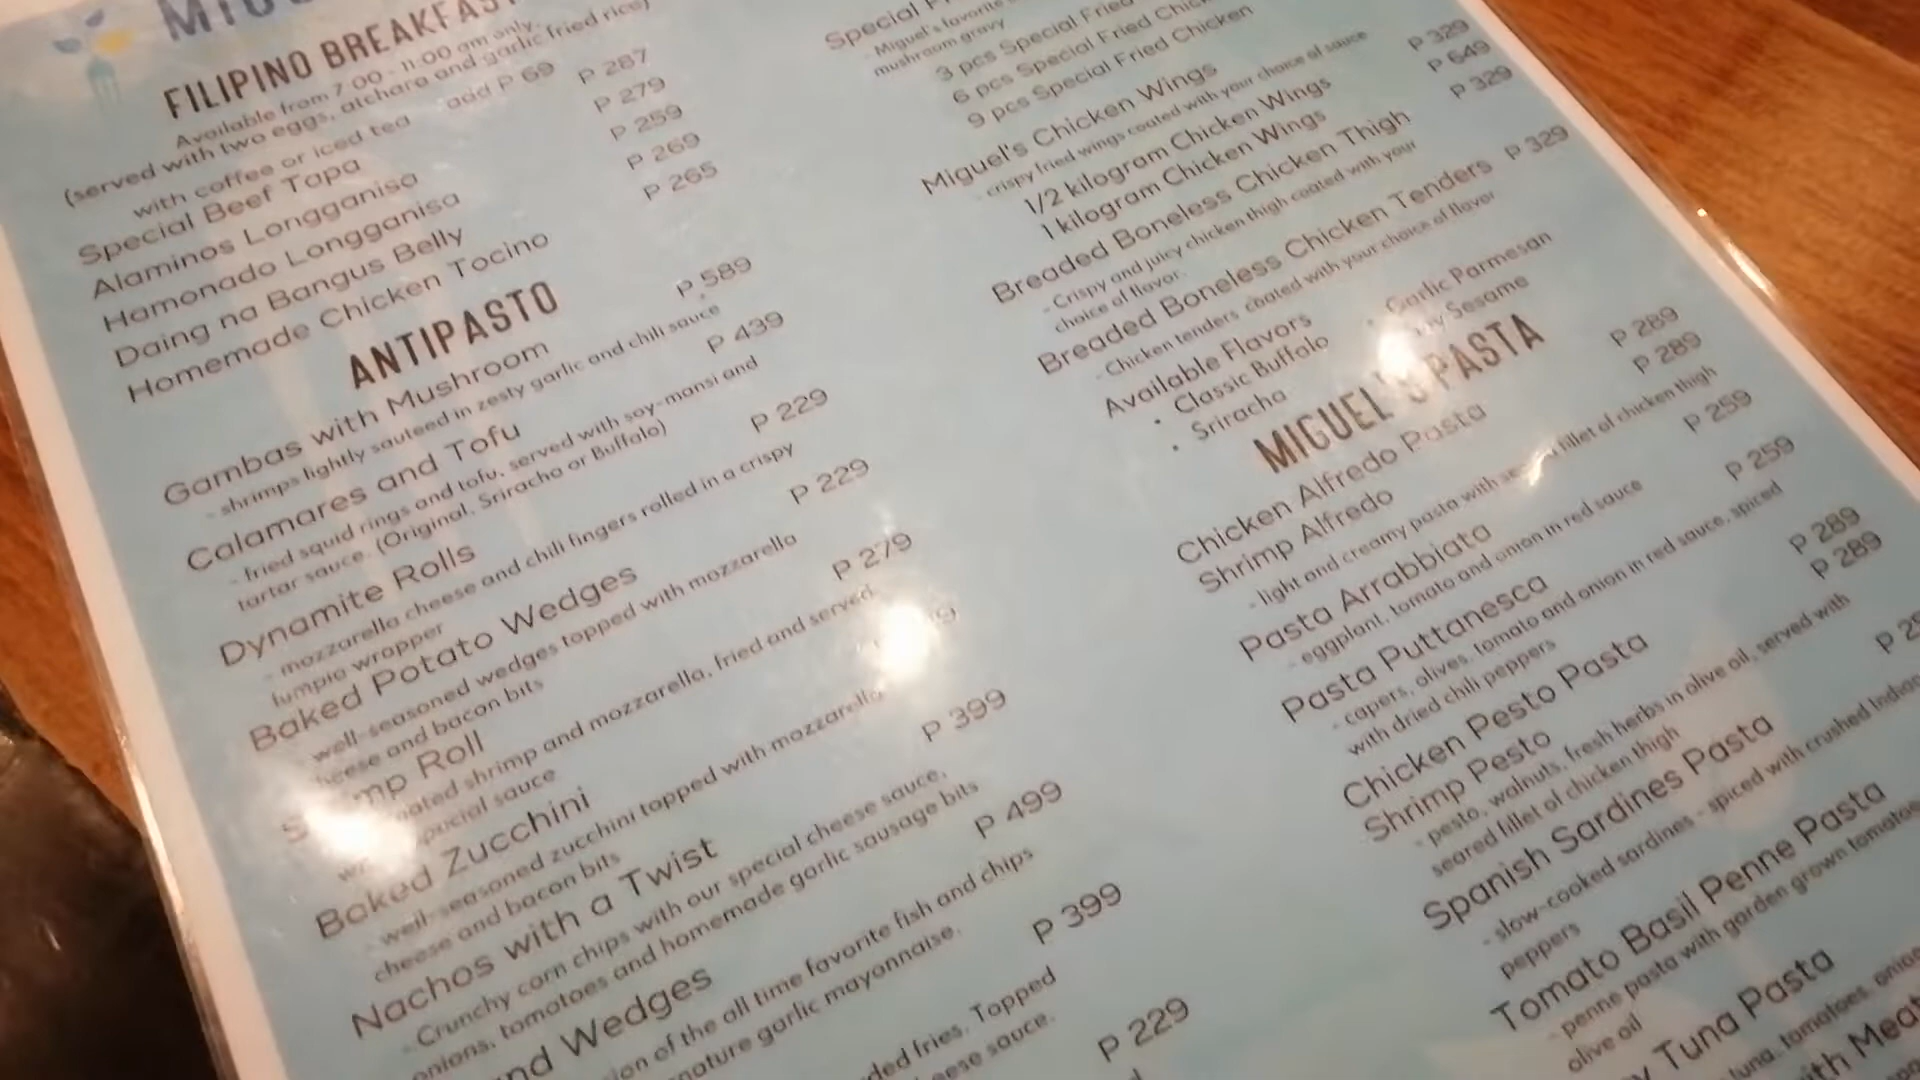 FILIPINO BREAKFAST
Available from 7:00 - 11:00 am only.
(served with two eggs, atchara and garlic fried rice)
with coffee or iced tea add P 69
Special Beef Tapa P 287
Alaminos Longganisa P 279
Hamonado Longganisa P 259
Daing na Bangus Belly P 269
Homemade Chicken Tocino P 265
ANTIPASTO
Gambas with Mushroom P 589
- shrimps lightly sauteed in zesty garlic and chili sauce
Calamares and Tofu P 439
- fried squid rings and tofu, served with soy-mansi and
tartar sauce. (Original, Sriracha or Buffalo)
Dynamite Rolls P 229
- mozzarella cheese and chili fingers rolled in a crispy
lumpia wrapper
Baked Potato Wedges P 229
well-seasoned wedges topped with mozzarella
cheese and bacon bits
Roll P 279
shrimp and mozzarella, fried and served
sauce
Baked Zucchini
well-seasoned zucchini topped with mozzarella
cheese and bacon bits
Nachos with a Twist P 399
- Crunchy corn chips with our special cheese sauce,
onions, tomatoes and homemade garlic sausage bits
Wedges P 499
of the all time favorite fish and chips
garlic mayonnaise.
P 399
fries. Topped
sauce.
P 229
Special
- Miguel's favorite
mushroom gravy
3 pcs Special Fried
6 pcs Special Fried
9 pcs Special Fried Chicken
Miguel's Chicken Wings
- crispy fried wings coated with your choice of sauce
1/2 kilogram Chicken Wings P 329
1 kilogram Chicken Wings P 649
Breaded Boneless Chicken Thigh P 329
- Crispy and juicy chicken thigh coated with your
choice of flavor.
Breaded Boneless Chicken Tenders P 329
- Chicken tenders coated with your choice of flavor
Available Flavors
• Classic Buffalo • Garlic Parmesan
• Sriracha Sesame
MIGUEL'S PASTA
Chicken Alfredo Pasta P 289
Shrimp Alfredo P 289
- light and creamy pasta with fillet of chicken thigh
Pasta Arrabbiata P 259
- eggplant, tomato and onion in red sauce
Pasta Puttanesca P 259
- capers, olives, tomato and onion in red sauce, spiced
with dried chili peppers
Chicken Pesto Pasta P 289
Shrimp Pesto P 289
- pesto, walnuts, fresh herbs in olive oil, served with
seared fillet of chicken thigh
Spanish Sardines Pasta
- slow-cooked sardines - spiced with crushed
peppers
Tomato Basil Penne Pasta
- penne pasta with garden grown
olive oil
Tuna Pasta
tuna, tomatoes,